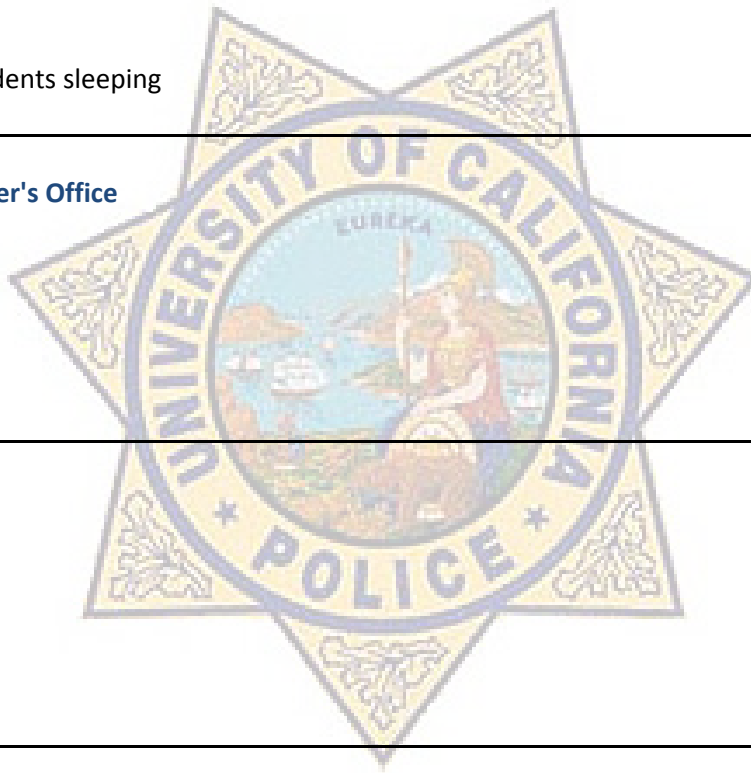 dents sleeping
er's Office
UNIVERSITY OF CALIFORNIA
EUREKA
* POLICE *